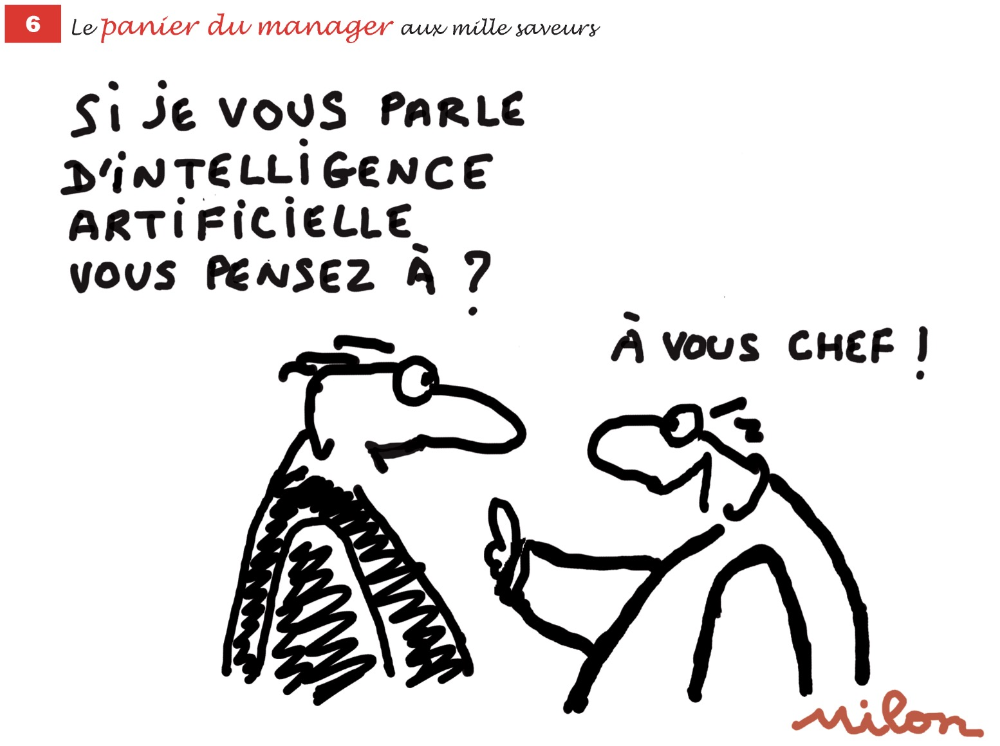 6
Le panier du manager aux mille saveurs
Si JE VOUS PARLE
D'iNTELLiGENCE
ARTiFiCiELLE
VOUS PENSEZ À ?
À VOUS CHEF !
milon